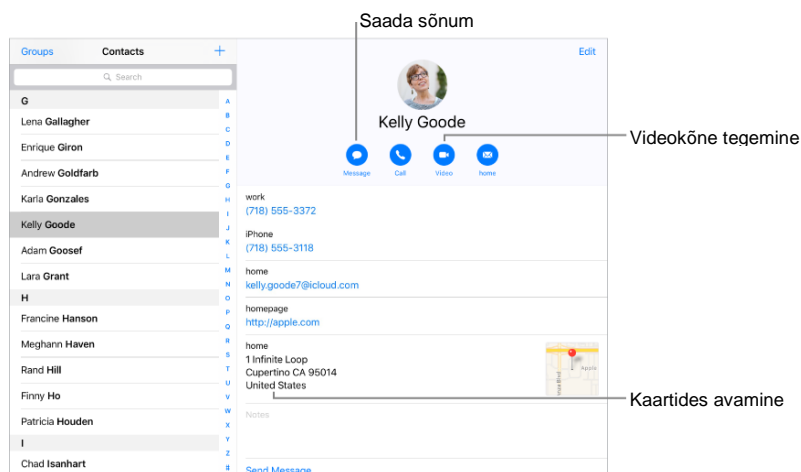 Saada sõnum
Groups Contacts +
Edit
Search
G
Lena Gallagher
Enrique Giron
Andrew Goldfarb
Karla Gonzales
Kelly Goode
Adam Goosef
Lara Grant
H
Francine Hanson
Meghann Haven
Rand Hill
Finny Ho
Patricia Houden
I
Chad Isanhart
A
B
C
D
E
F
G
H
I
J
K
L
M
N
O
P
Q
R
S
T
U
V
W
X
Y
Z
#
Kelly Goode
Message Call Video home
Videokõne tegemine
work
(718) 555-3372
iPhone
(718) 555-3118
home
kelly.goode7@icloud.com
homepage
http://apple.com
home
1 Infinite Loop
Cupertino CA 95014
United States
Apple
Kaartides avamine
Notes
Send Message